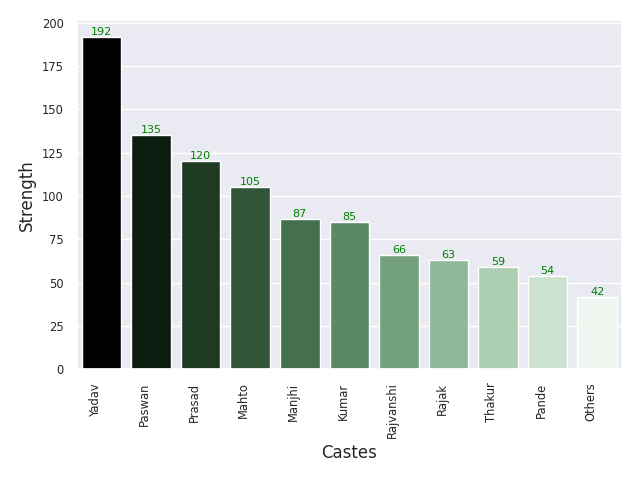 200
175
150
125
100
75
50
25
0
Strength
192
135
120
105
87
85
66
63
59
54
42
Yadav
Paswan
Prasad
Mahto
Manjhi
Kumar
Rajvanshi
Rajak
Thakur
Pande
Others
Castes